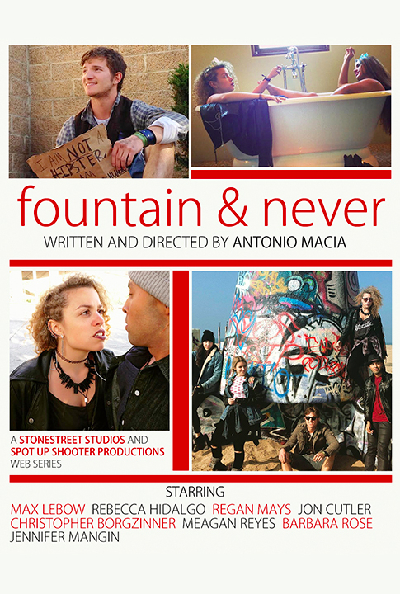 I AM NOT
HIPSTER
I AM
fountain & never
WRITTEN AND DIRECTED BY ANTONIO MACIA
A STONESTREET STUDIOS AND
SPOT UP SHOOTER PRODUCTIONS
WEB SERIES
STARRING
MAX LEBOW REBECCA HIDALGO REGAN MAYS JON CUTLER
CHRISTOPHER BORGZINNER MEAGAN REYES BARBARA ROSE
JENNIFER MANGIN